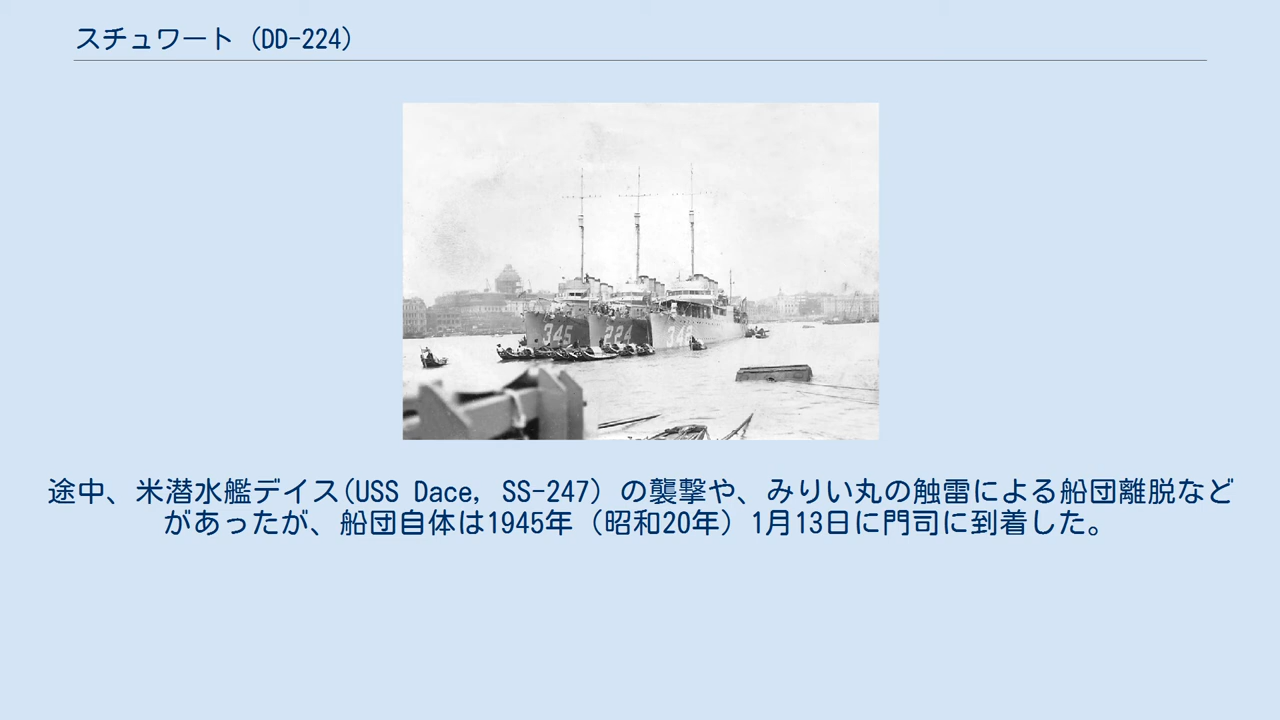 スチュワート（DD-224）
345
224
途中、米潜水艦デイス(USS Dace, SS-247) の襲撃や、みりい丸の触雷による船団離脱など
があったが、船団自体は1945年（昭和20年）1月13日に門司に到着した。